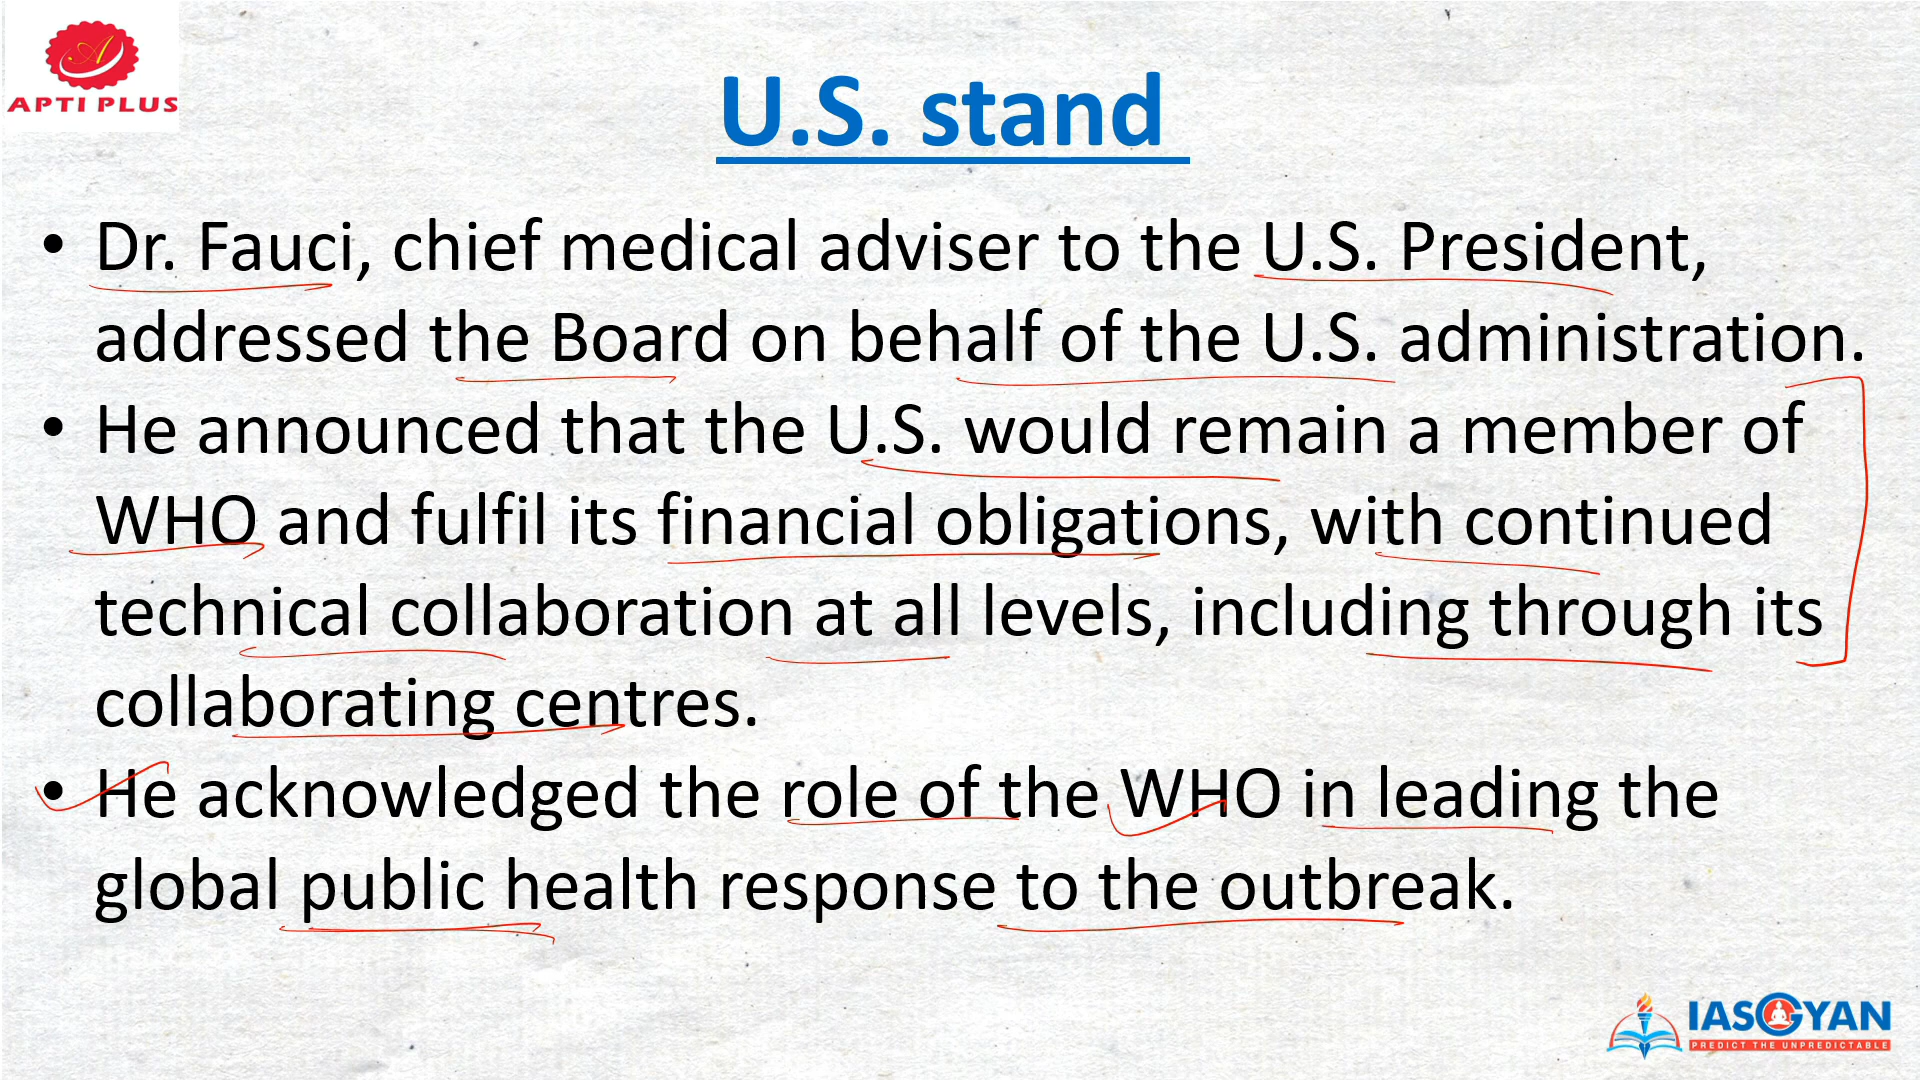 APTI PLUS
U.S. stand
• Dr. Fauci, chief medical adviser to the U.S. President,
addressed the Board on behalf of the U.S. administration.
• He announced that the U.S. would remain a member of
WHO and fulfil its financial obligations, with continued
technical collaboration at all levels, including through its
collaborating centres.
• He acknowledged the role of the WHO in leading the
global public health response to the outbreak.
IASGYAN
PREDICT THE UNPREDICTABLE